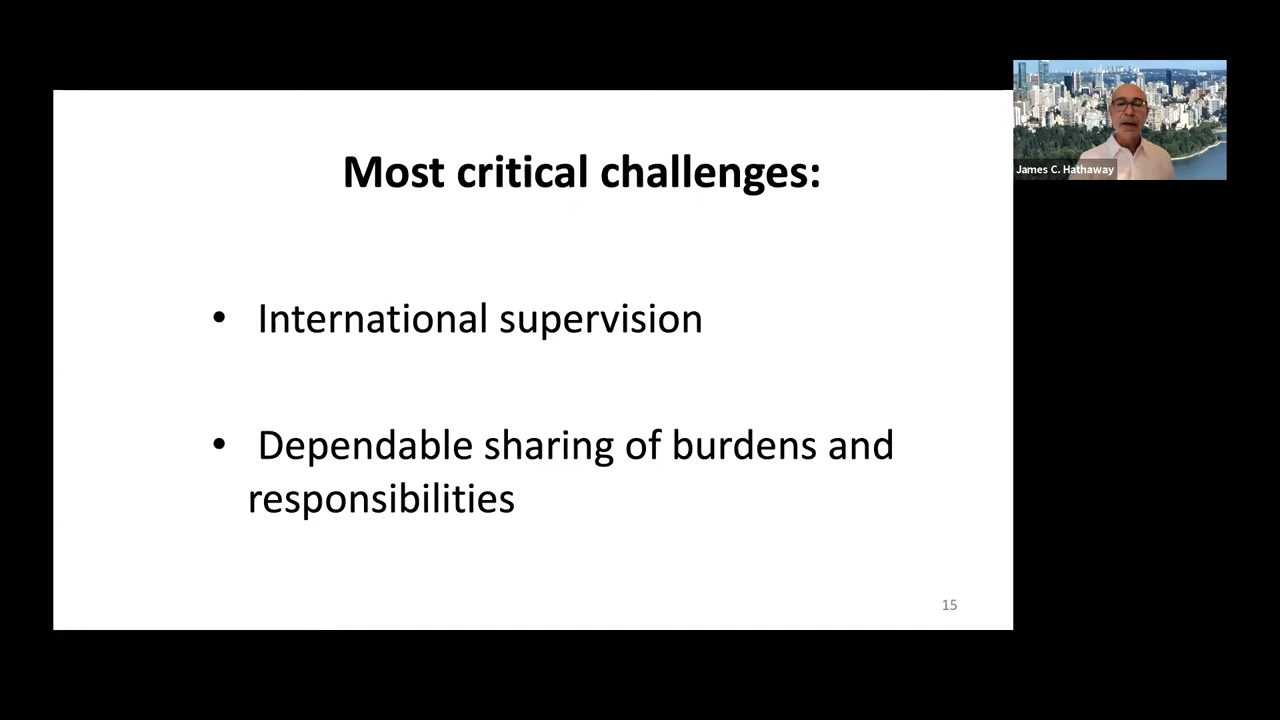 Most critical challenges:
• International supervision
• Dependable sharing of burdens and
responsibilities
15
James C. Hathaway